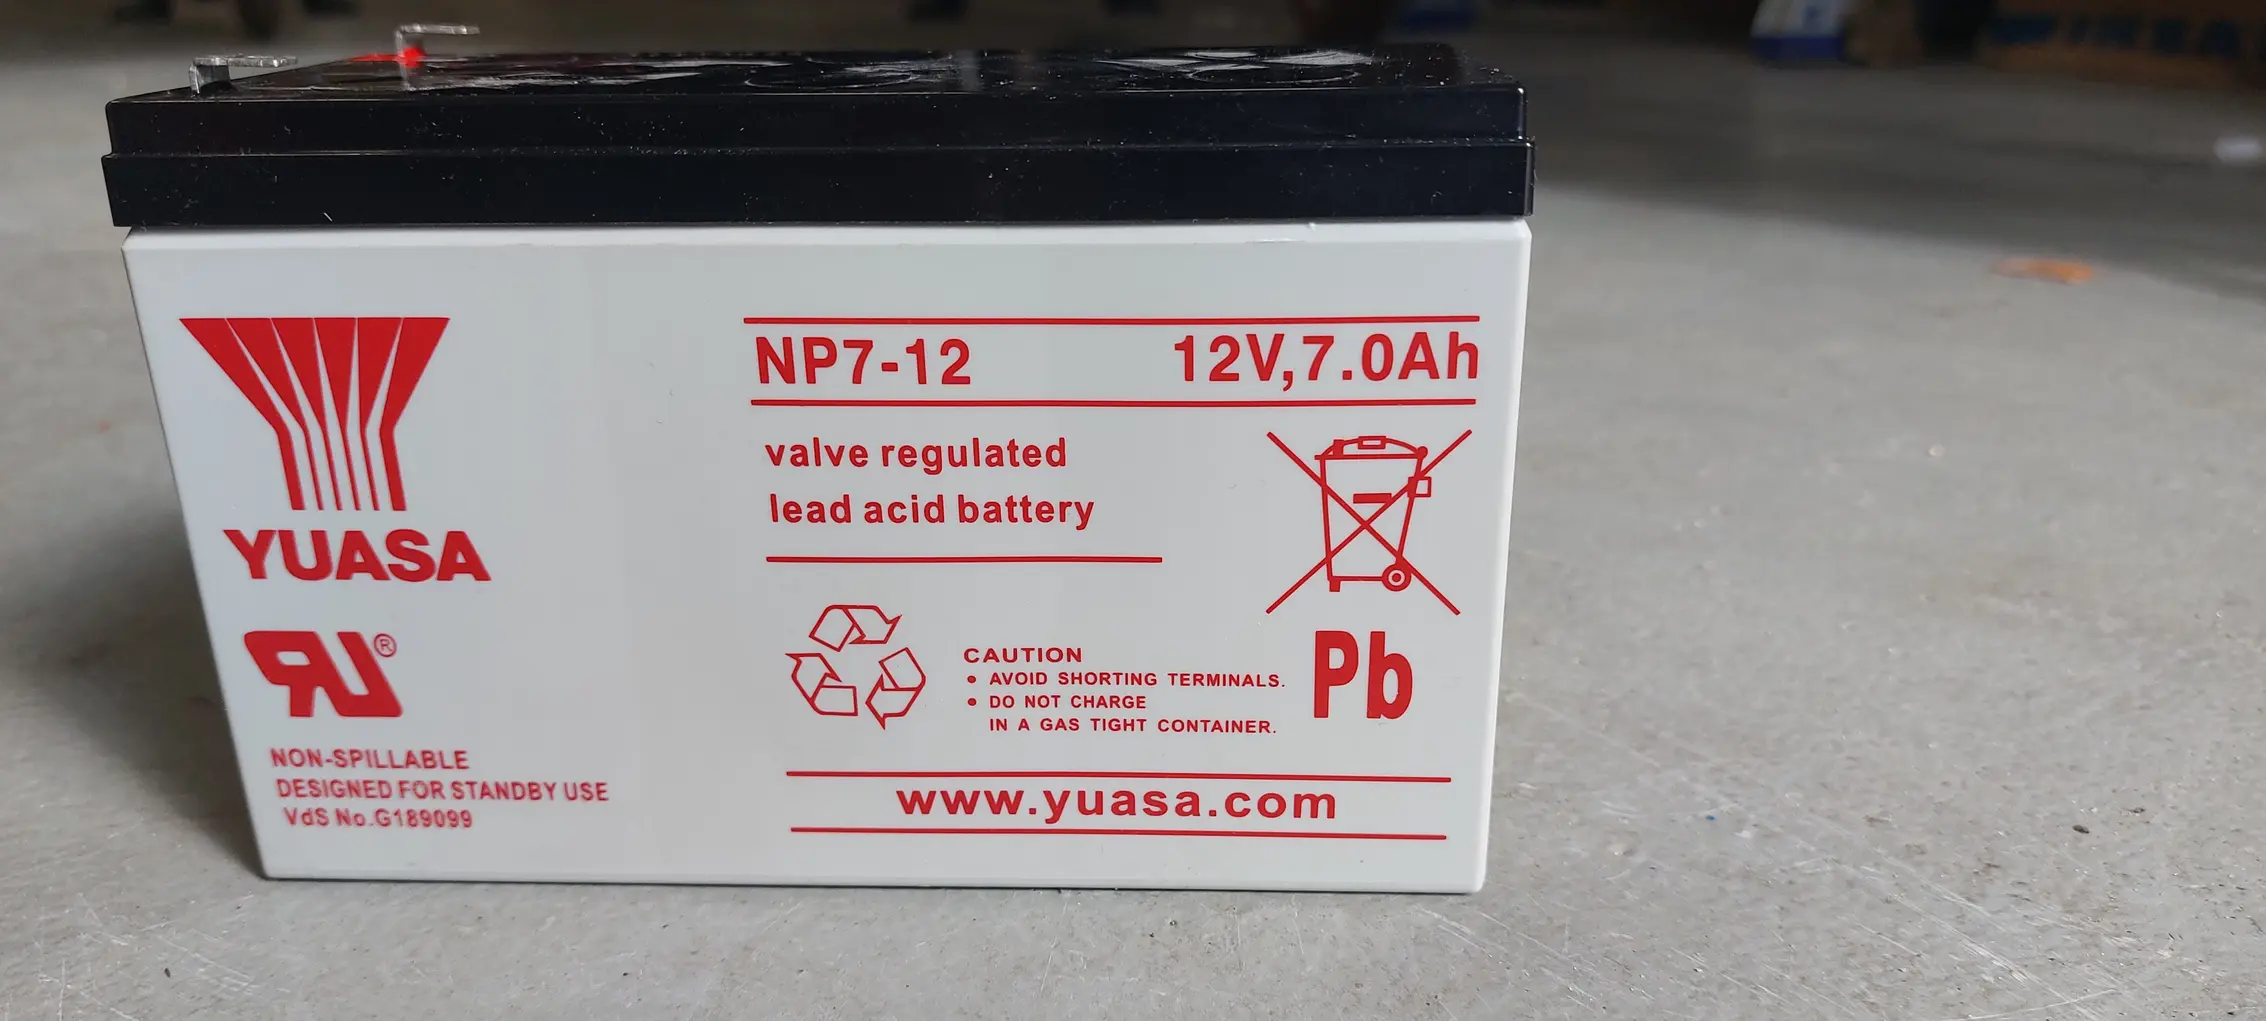 YUASA
RU®
NON-SPILLABLE
DESIGNED FOR STANDBY USE
VdS No.G189099
NP7-12 12V,7.0Ah
valve regulated
lead acid battery
CAUTION
• AVOID SHORTING TERMINALS.
• DO NOT CHARGE
IN A GAS TIGHT CONTAINER.
Pb
www.yuasa.com